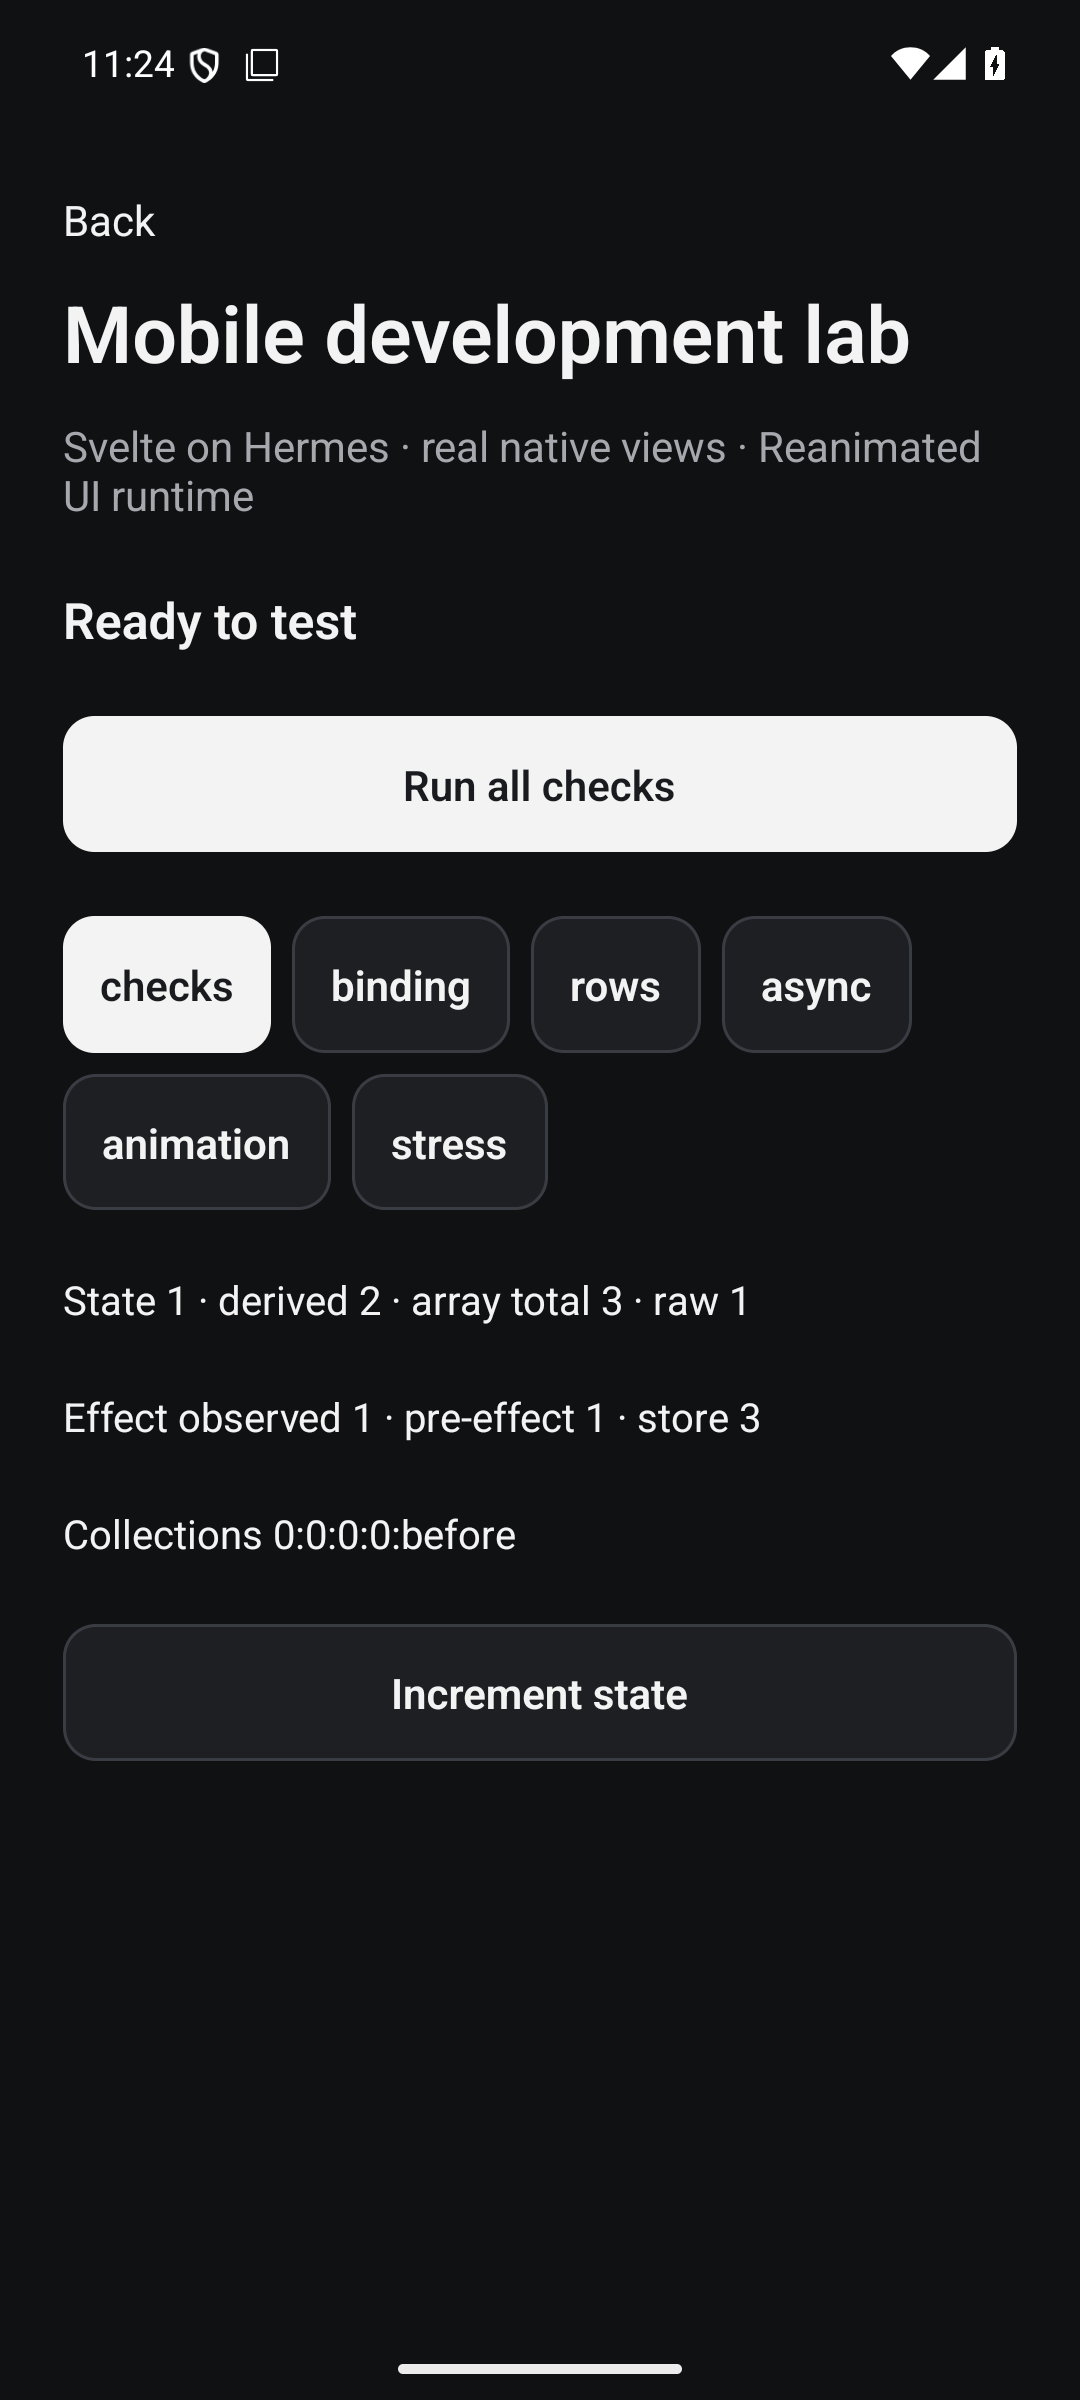 11:24
Back
Mobile development lab
Svelte on Hermes · real native views · Reanimated
UI runtime
Ready to test
Run all checks
checks
binding
rows
async
animation
stress
State 1 · derived 2 · array total 3 · raw 1
Effect observed 1 · pre-effect 1 · store 3
Collections 0:0:0:0:before
Increment state